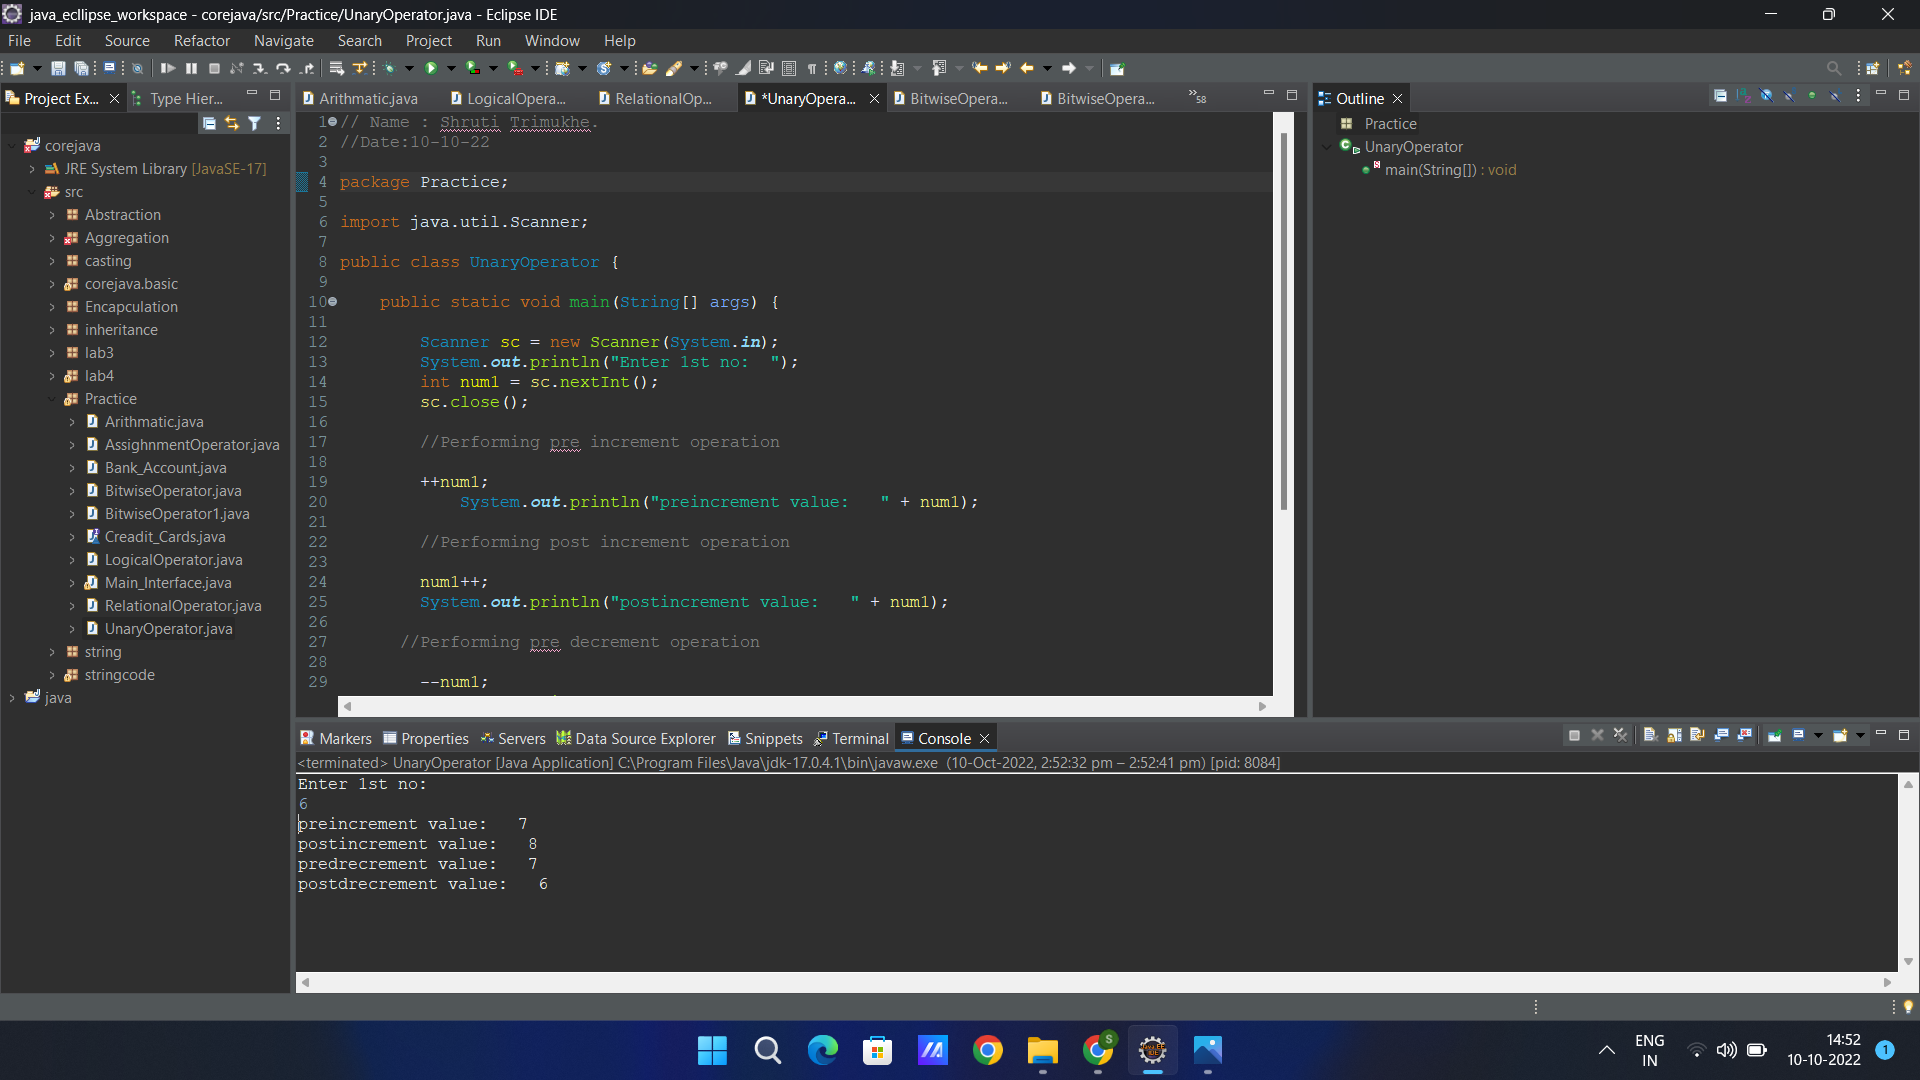 java_ecllipse_workspace - corejava/src/Practice/UnaryOperator.java - Eclipse IDE
File Edit Source Refactor Navigate Search Project Run Window Help
Project Ex...
Type Hier...
corejava
JRE System Library [JavaSE-17]
src
Abstraction
Aggregation
casting
corejava.basic
Encapculation
inheritance
lab3
lab4
Practice
Arithmatic.java
AssighnmentOperator.java
Bank_Account.java
BitwiseOperator.java
BitwiseOperator1.java
Creadit_Cards.java
LogicalOperator.java
Main_Interface.java
RelationalOperator.java
UnaryOperator.java
string
stringcode
java
Arithmatic.java LogicalOpera... RelationalOp... *UnaryOpera... BitwiseOpera... BitwiseOpera... »58
1 // Name : Shruti Trimukhe.
2 //Date:10-10-22
3
4 package Practice;
5
6 import java.util.Scanner;
7
8 public class UnaryOperator {
9
10 public static void main(String[] args) {
11
12 Scanner sc = new Scanner(System.in);
13 System.out.println("Enter 1st no:  ");
14 int num1 = sc.nextInt();
15 sc.close();
16
17 //Performing pre increment operation
18
19 ++num1;
20 System.out.println("preincrement value:   " + num1);
21
22 //Performing post increment operation
23
24 num1++;
25 System.out.println("postincrement value:   " + num1);
26
27 //Performing pre decrement operation
28
29 --num1;
Outline
Practice
UnaryOperator
main(String[]) : void
Markers Properties Servers Data Source Explorer Snippets Terminal Console
<terminated> UnaryOperator [Java Application] C:\Program Files\Java\jdk-17.0.4.1\bin\javaw.exe (10-Oct-2022, 2:52:32 pm – 2:52:41 pm) [pid: 8084]
Enter 1st no:
6
preincrement value:   7
postincrement value:   8
predrecrement value:   7
postdrecrement value:   6
ENG
IN
14:52
10-10-2022
1